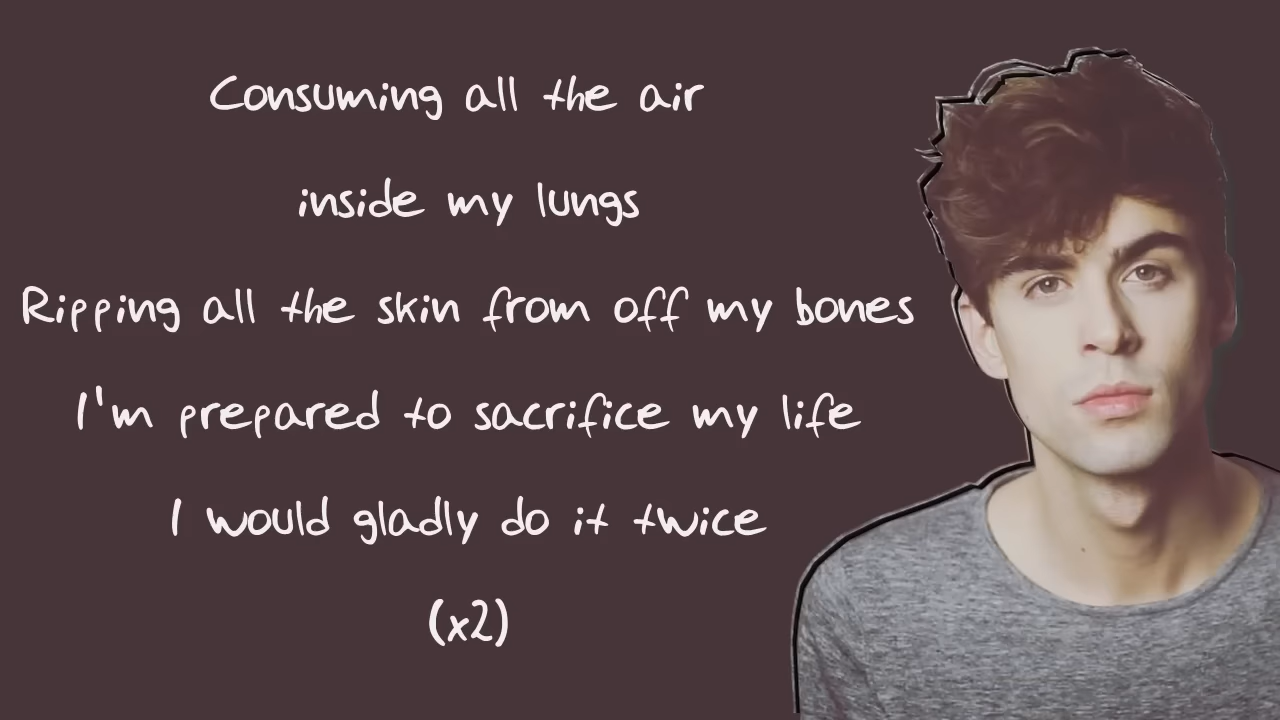 Consuming all the air
inside my lungs
Ripping all the skin from off my bones
I'm prepared to sacrifice my life
I would gladly do it twice
(x2)